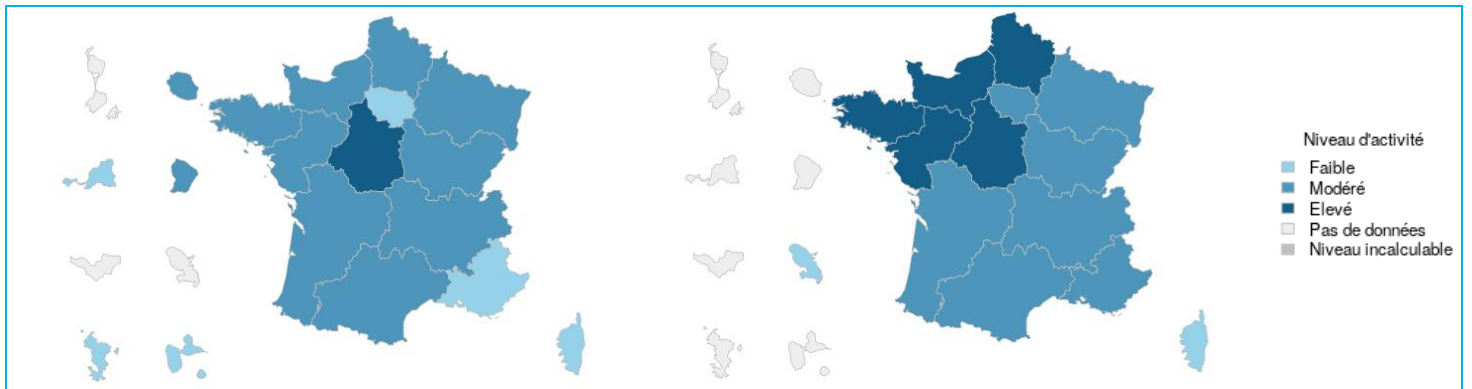 Niveau d'activité
Faible
Modéré
Elevé
Pas de données
Niveau incalculable